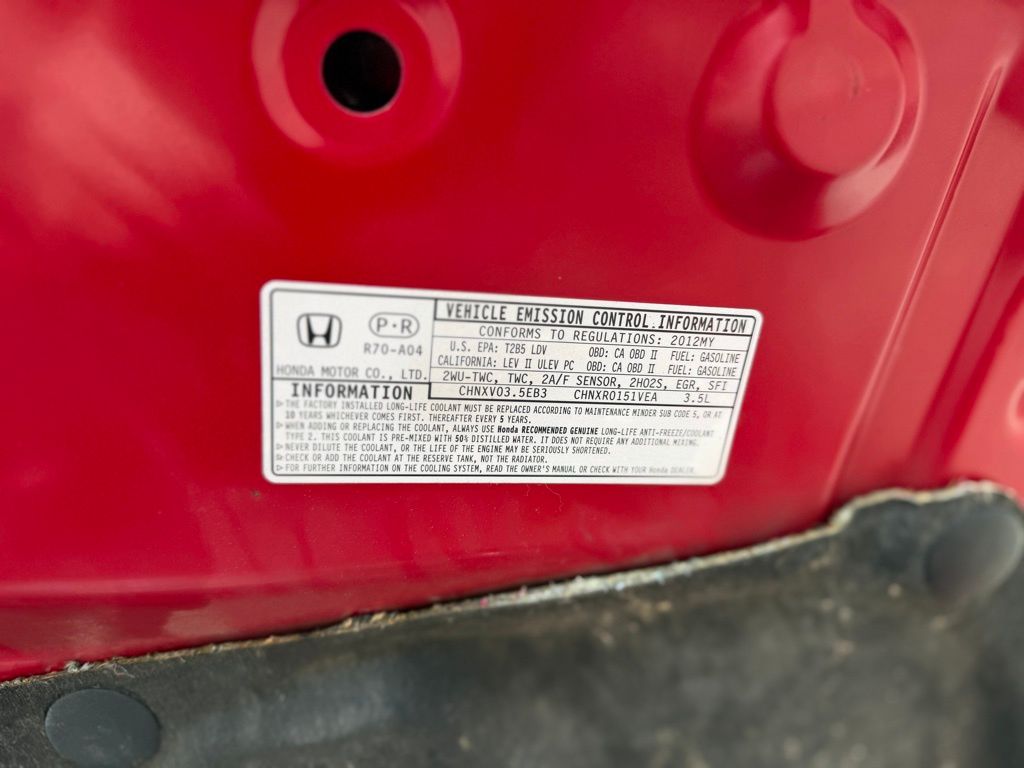 VEHICLE EMISSION CONTROL INFORMATION
P·R
CONFORMS TO REGULATIONS: 2012MY
R70-A04
U.S. EPA: T2B5 LDV OBD: CA OBD II FUEL: GASOLINE
CALIFORNIA: LEV II ULEV PC OBD: CA OBD II FUEL: GASOLINE
HONDA MOTOR CO., LTD.
2WU-TWC, TWC, 2A/F SENSOR, 2HO2S, EGR, SFI
INFORMATION
CHNXV03.5EB3 CHNXR0151VEA 3.5L
▷THE FACTORY INSTALLED LONG-LIFE COOLANT MUST BE REPLACED ACCORDING TO MAINTENANCE MINDER SUB CODE 5, OR AT
10 YEARS WHICHEVER COMES FIRST. THEREAFTER EVERY 5 YEARS.
▷WHEN ADDING OR REPLACING THE COOLANT, ALWAYS USE Honda RECOMMENDED GENUINE LONG-LIFE ANTI-FREEZE/COOLANT
TYPE 2. THIS COOLANT IS PRE-MIXED WITH 50% DISTILLED WATER. IT DOES NOT REQUIRE ANY ADDITIONAL MIXING.
▷NEVER DILUTE THE COOLANT, OR THE LIFE OF THE ENGINE MAY BE SERIOUSLY SHORTENED.
▷CHECK OR ADD THE COOLANT AT THE RESERVE TANK, NOT THE RADIATOR.
▷FOR FURTHER INFORMATION ON THE COOLING SYSTEM, READ THE OWNER'S MANUAL OR CHECK WITH YOUR Honda DEALER.